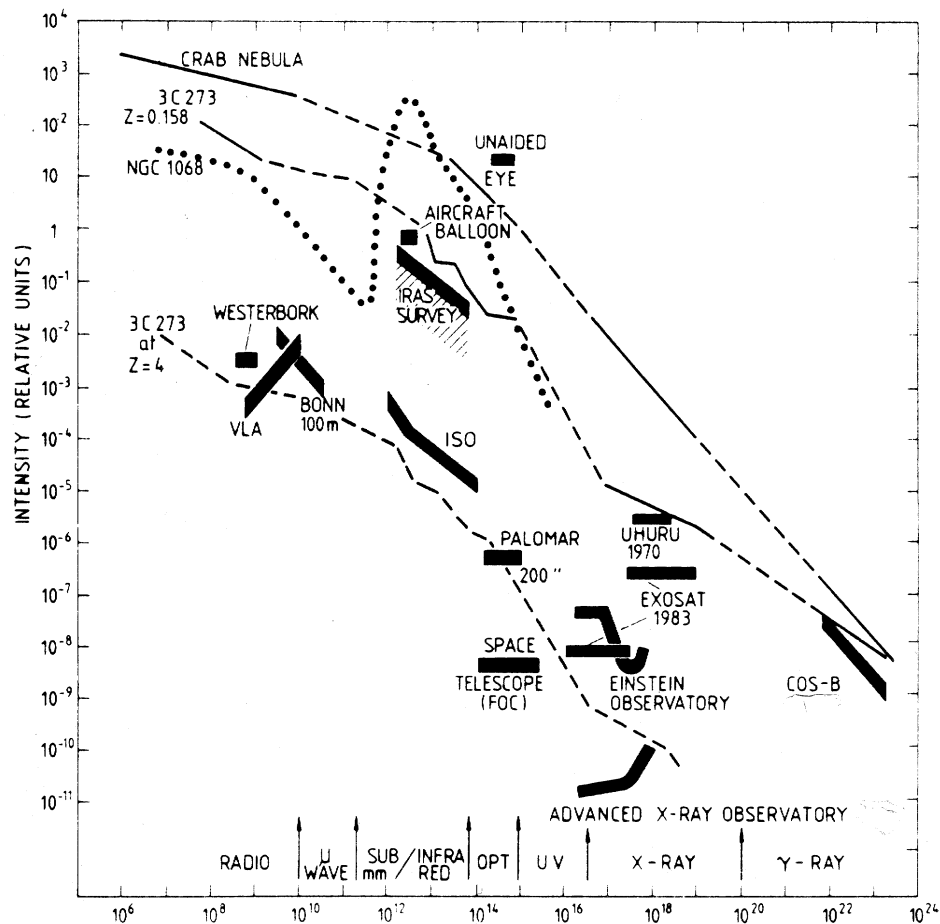 10⁴
10³
10²
10
1
10⁻¹
10⁻²
10⁻³
10⁻⁴
10⁻⁵
10⁻⁶
10⁻⁷
10⁻⁸
10⁻⁹
10⁻¹⁰
10⁻¹¹
INTENSITY (RELATIVE UNITS)
CRAB NEBULA
3C273
Z=0.158
NGC 1068
UNAIDED
EYE
AIRCRAFT
BALLOON
IRAS
SURVEY
WESTERBORK
3C273
at
Z=4
VLA
BONN
100m
ISO
PALOMAR
200"
UHURU
1970
EXOSAT
1983
SPACE
TELESCOPE
(FOC)
EINSTEIN
OBSERVATORY
COS-B
ADVANCED X-RAY OBSERVATORY
RADIO
μ
WAVE
SUB
mm
/INFRA
RED
OPT
UV
X-RAY
γ-RAY
10⁶ 10⁸ 10¹⁰ 10¹² 10¹⁴ 10¹⁶ 10¹⁸ 10²⁰ 10²² 10²⁴